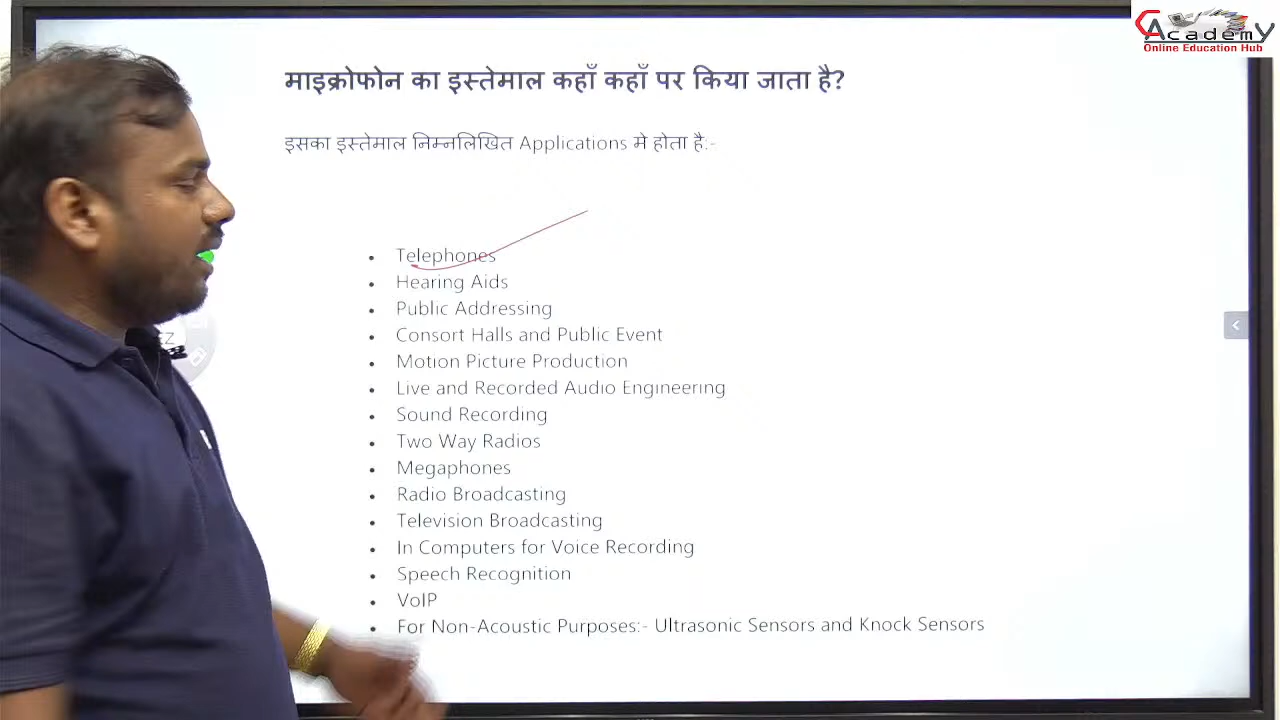 Academy
Online Education Hub
माइक्रोफोन का इस्तेमाल कहाँ कहाँ पर किया जाता है?
इसका इस्तेमाल निम्नलिखित Applications मे होता है:-
• Telephones
• Hearing Aids
• Public Addressing
• Consort Halls and Public Event
• Motion Picture Production
• Live and Recorded Audio Engineering
• Sound Recording
• Two Way Radios
• Megaphones
• Radio Broadcasting
• Television Broadcasting
• In Computers for Voice Recording
• Speech Recognition
• VoIP
• For Non-Acoustic Purposes:- Ultrasonic Sensors and Knock Sensors